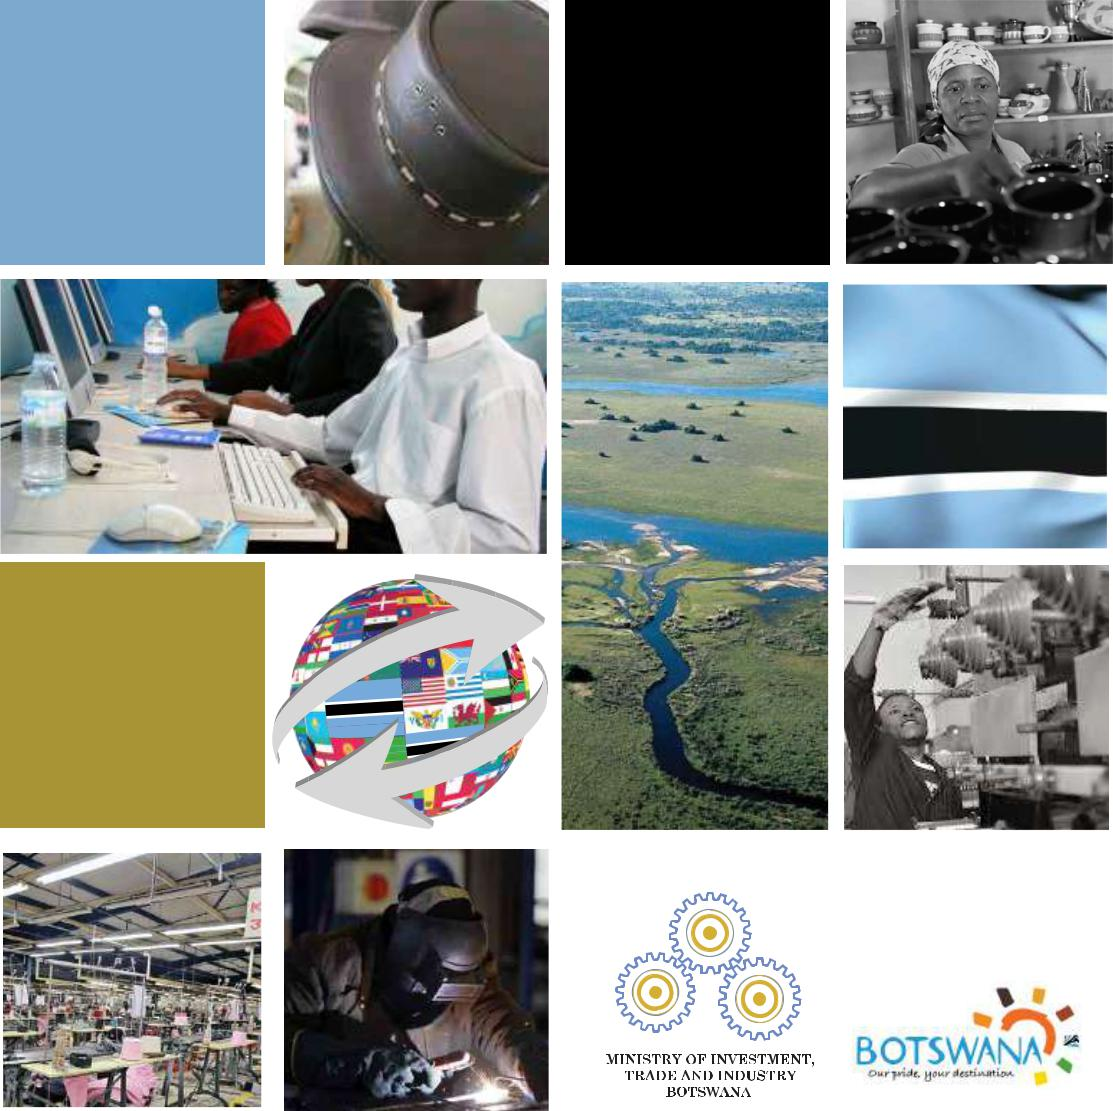 MINISTRY OF INVESTMENT,
TRADE AND INDUSTRY
BOTSWANA
BOTSWANA
Our pride, your destination